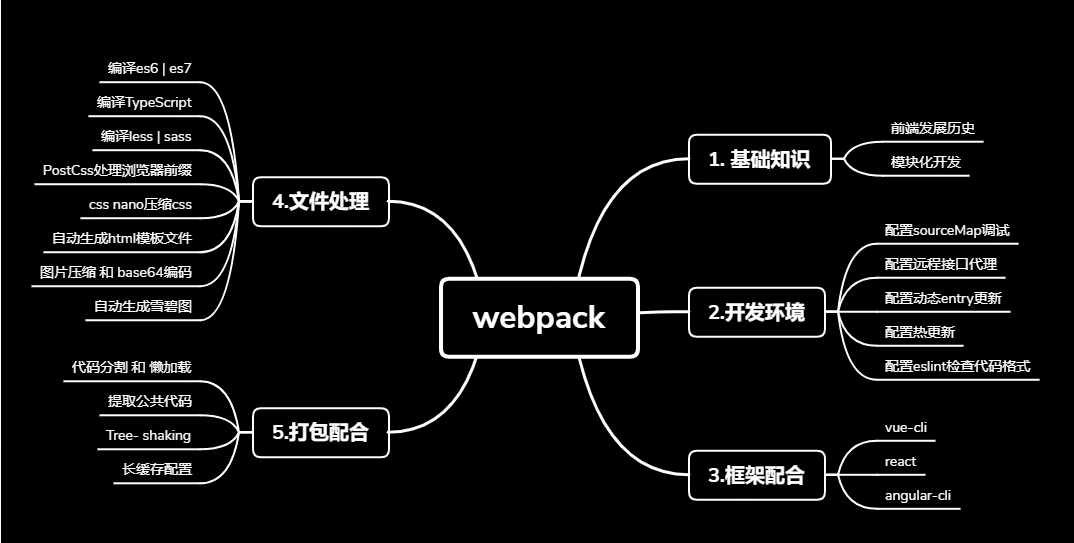 webpack
1. 基础知识
前端发展历史
模块化开发
2.开发环境
配置sourceMap调试
配置远程接口代理
配置动态entry更新
配置热更新
配置eslint检查代码格式
3.框架配合
vue-cli
react
angular-cli
4.文件处理
编译es6 | es7
编译TypeScript
编译less | sass
PostCss处理浏览器前缀
css nano压缩css
自动生成html模板文件
图片压缩 和 base64编码
自动生成雪碧图
5.打包配合
代码分割 和 懒加载
提取公共代码
Tree- shaking
长缓存配置